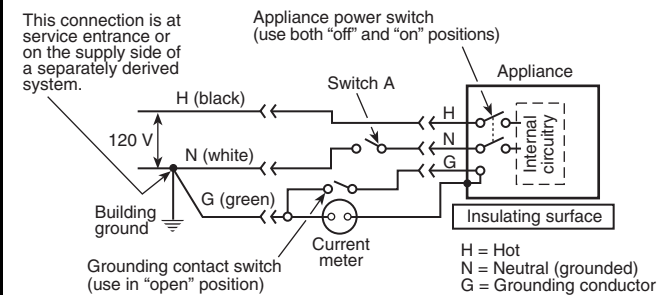 This connection is at
service entrance or
on the supply side of
a separately derived
system.
Appliance power switch
(use both “off” and “on” positions)
Switch A
Appliance
H (black)
H
120 V
N (white)
N
G
Internal
circuitry
G (green)
Building
ground
Current
meter
Insulating surface
Grounding contact switch
(use in “open” position)
H = Hot
N = Neutral (grounded)
G = Grounding conductor